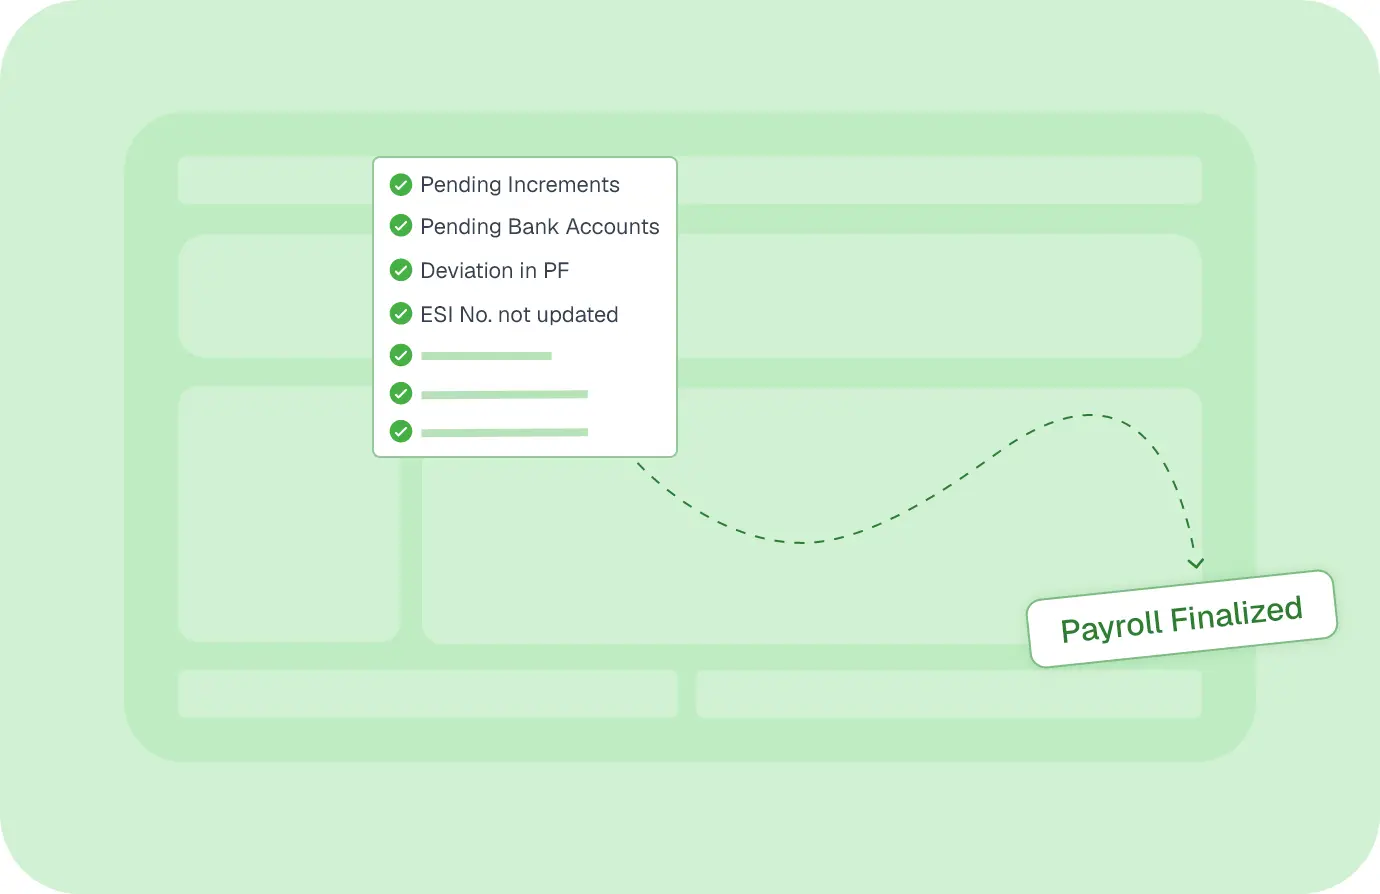 Pending Increments
Pending Bank Accounts
Deviation in PF
ESI No. not updated
Payroll Finalized